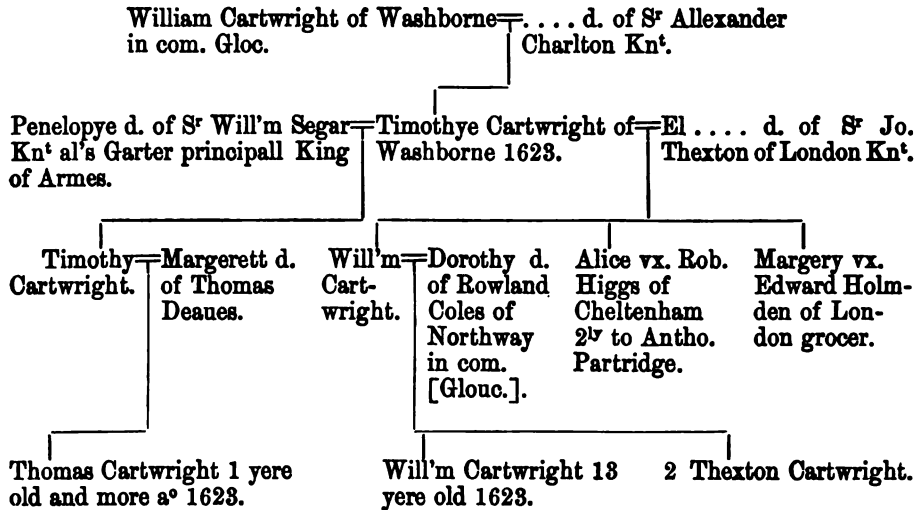 William Cartwright of Washborne=.... d. of Sʳ Allexander
in com. Gloc. Charlton Knᵗ.
Penelopye d. of Sʳ Will'm Segar=Timothye Cartwright of=El .... d. of Sʳ Jo.
Knᵗ al's Garter principall King Washborne 1623. Thexton of London Knᵗ.
of Armes.
Timothy=Margerett d.
Cartwright. of Thomas
Deaues.
Will'm=Dorothy d.
Cart- of Rowland
wright. Coles of
Northway
in com.
[Glouc.].
Alice vx. Rob.
Higgs of
Cheltenham
2ˡʸ to Antho.
Partridge.
Margery vx.
Edward Holm-
den of Lon-
don grocer.
Thomas Cartwright 1 yere
old and more aᵒ 1623.
Will'm Cartwright 13
yere old 1623.
2 Thexton Cartwright.